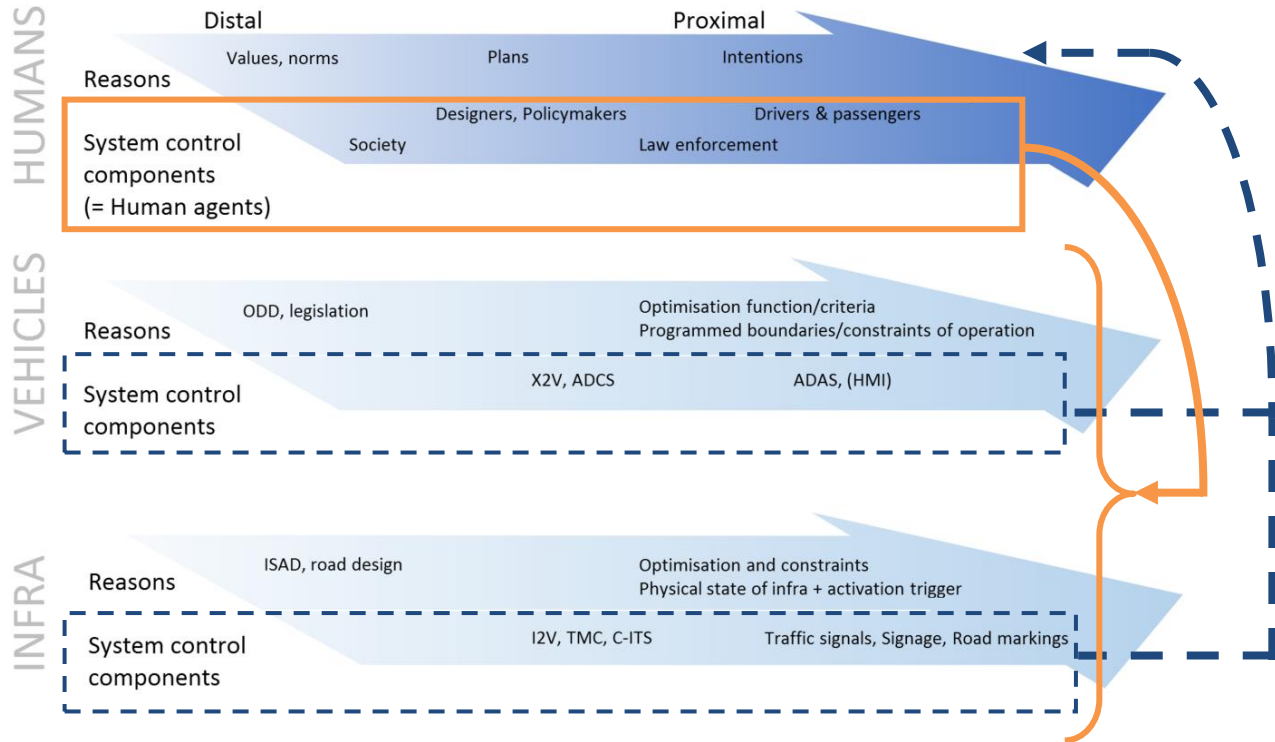 HUMANS
Distal
Proximal
Values, norms
Plans
Intentions
Reasons
Designers, Policymakers
Drivers & passengers
System control
components
(= Human agents)
Society
Law enforcement
VEHICLES
ODD, legislation
Optimisation function/criteria
Programmed boundaries/constraints of operation
Reasons
X2V, ADCS
ADAS, (HMI)
System control
components
INFRA
ISAD, road design
Optimisation and constraints
Physical state of infra + activation trigger
Reasons
I2V, TMC, C-ITS
Traffic signals, Signage, Road markings
System control
components